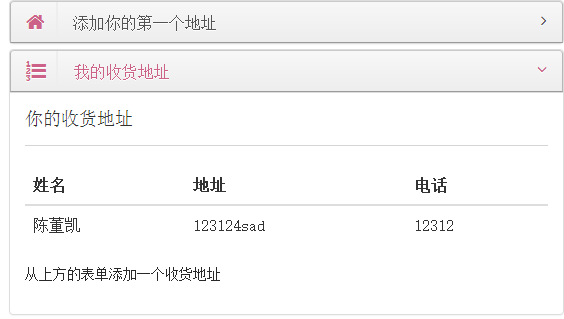 添加你的第一个地址
我的收货地址
你的收货地址
姓名 地址 电话
陈董凯 123124sad 12312
从上方的表单添加一个收货地址